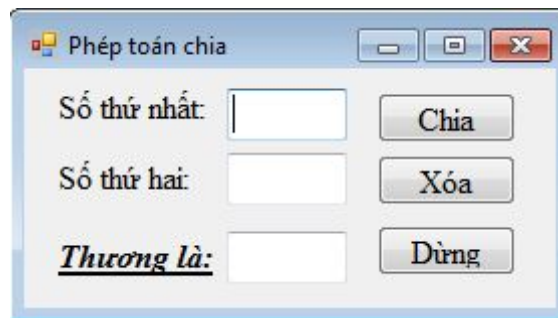 Phép toán chia
Số thứ nhất: Chia
Số thứ hai: Xóa
Thương là: Dừng